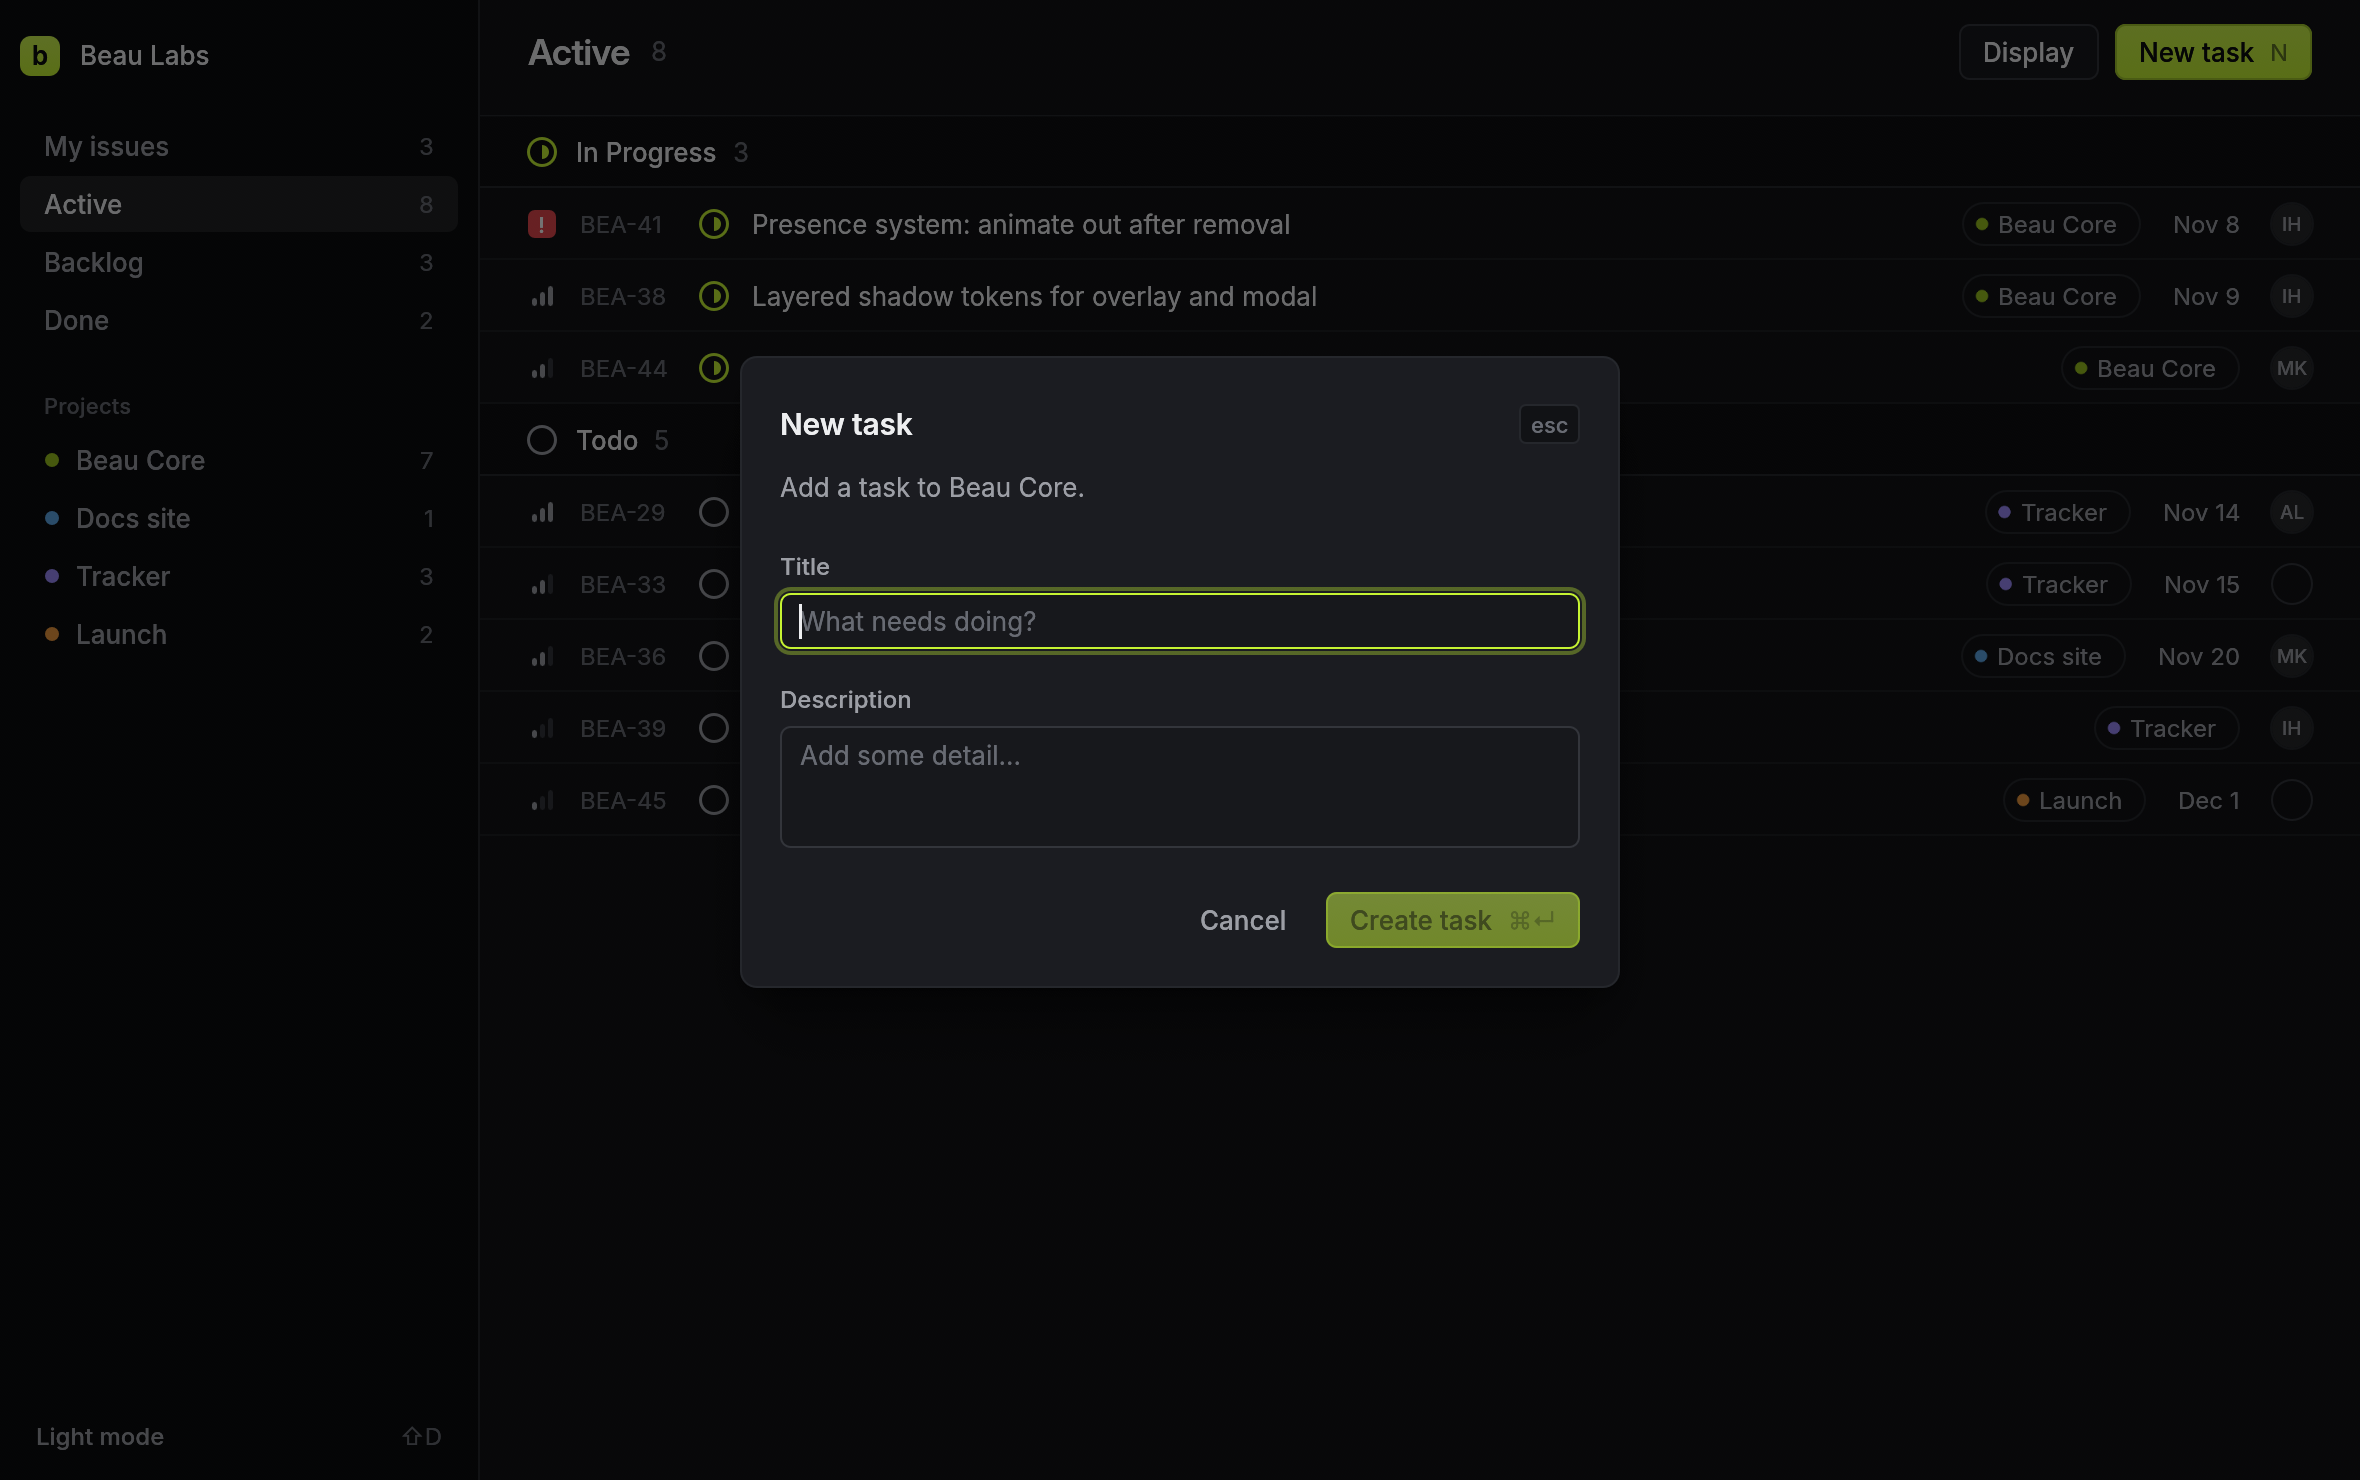 b Beau Labs
My issues 3
Active 8
Backlog 3
Done 2
Projects
Beau Core 7
Docs site 1
Tracker 3
Launch 2
Light mode ⇧D
Active 8
Display
New task N
In Progress 3
! BEA-41 Presence system: animate out after removal Beau Core Nov 8 IH
BEA-38 Layered shadow tokens for overlay and modal Beau Core Nov 9 IH
BEA-44 Beau Core MK
Todo 5
BEA-29 Tracker Nov 14 AL
BEA-33 Tracker Nov 15
BEA-36 Docs site Nov 20 MK
BEA-39 Tracker IH
BEA-45 Launch Dec 1
New task esc
Add a task to Beau Core.
Title
What needs doing?
Description
Add some detail...
Cancel
Create task ⌘↵